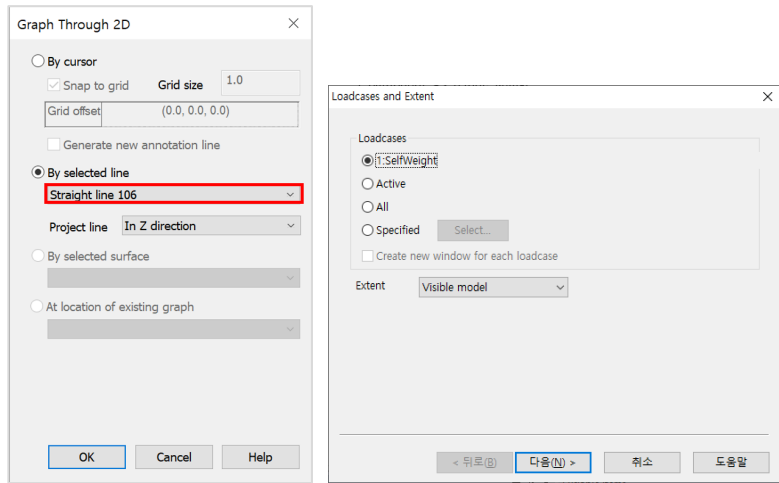 Graph Through 2D
By cursor
Snap to grid Grid size 1.0
Grid offset (0.0, 0.0, 0.0)
Generate new annotation line
By selected line
Straight line 106
Project line In Z direction
By selected surface
At location of existing graph
OK Cancel Help
Loadcases and Extent
Loadcases
1:SelfWeight
Active
All
Specified Select...
Create new window for each loadcase
Extent Visible model
< 뒤로(B) 다음(N) > 취소 도움말